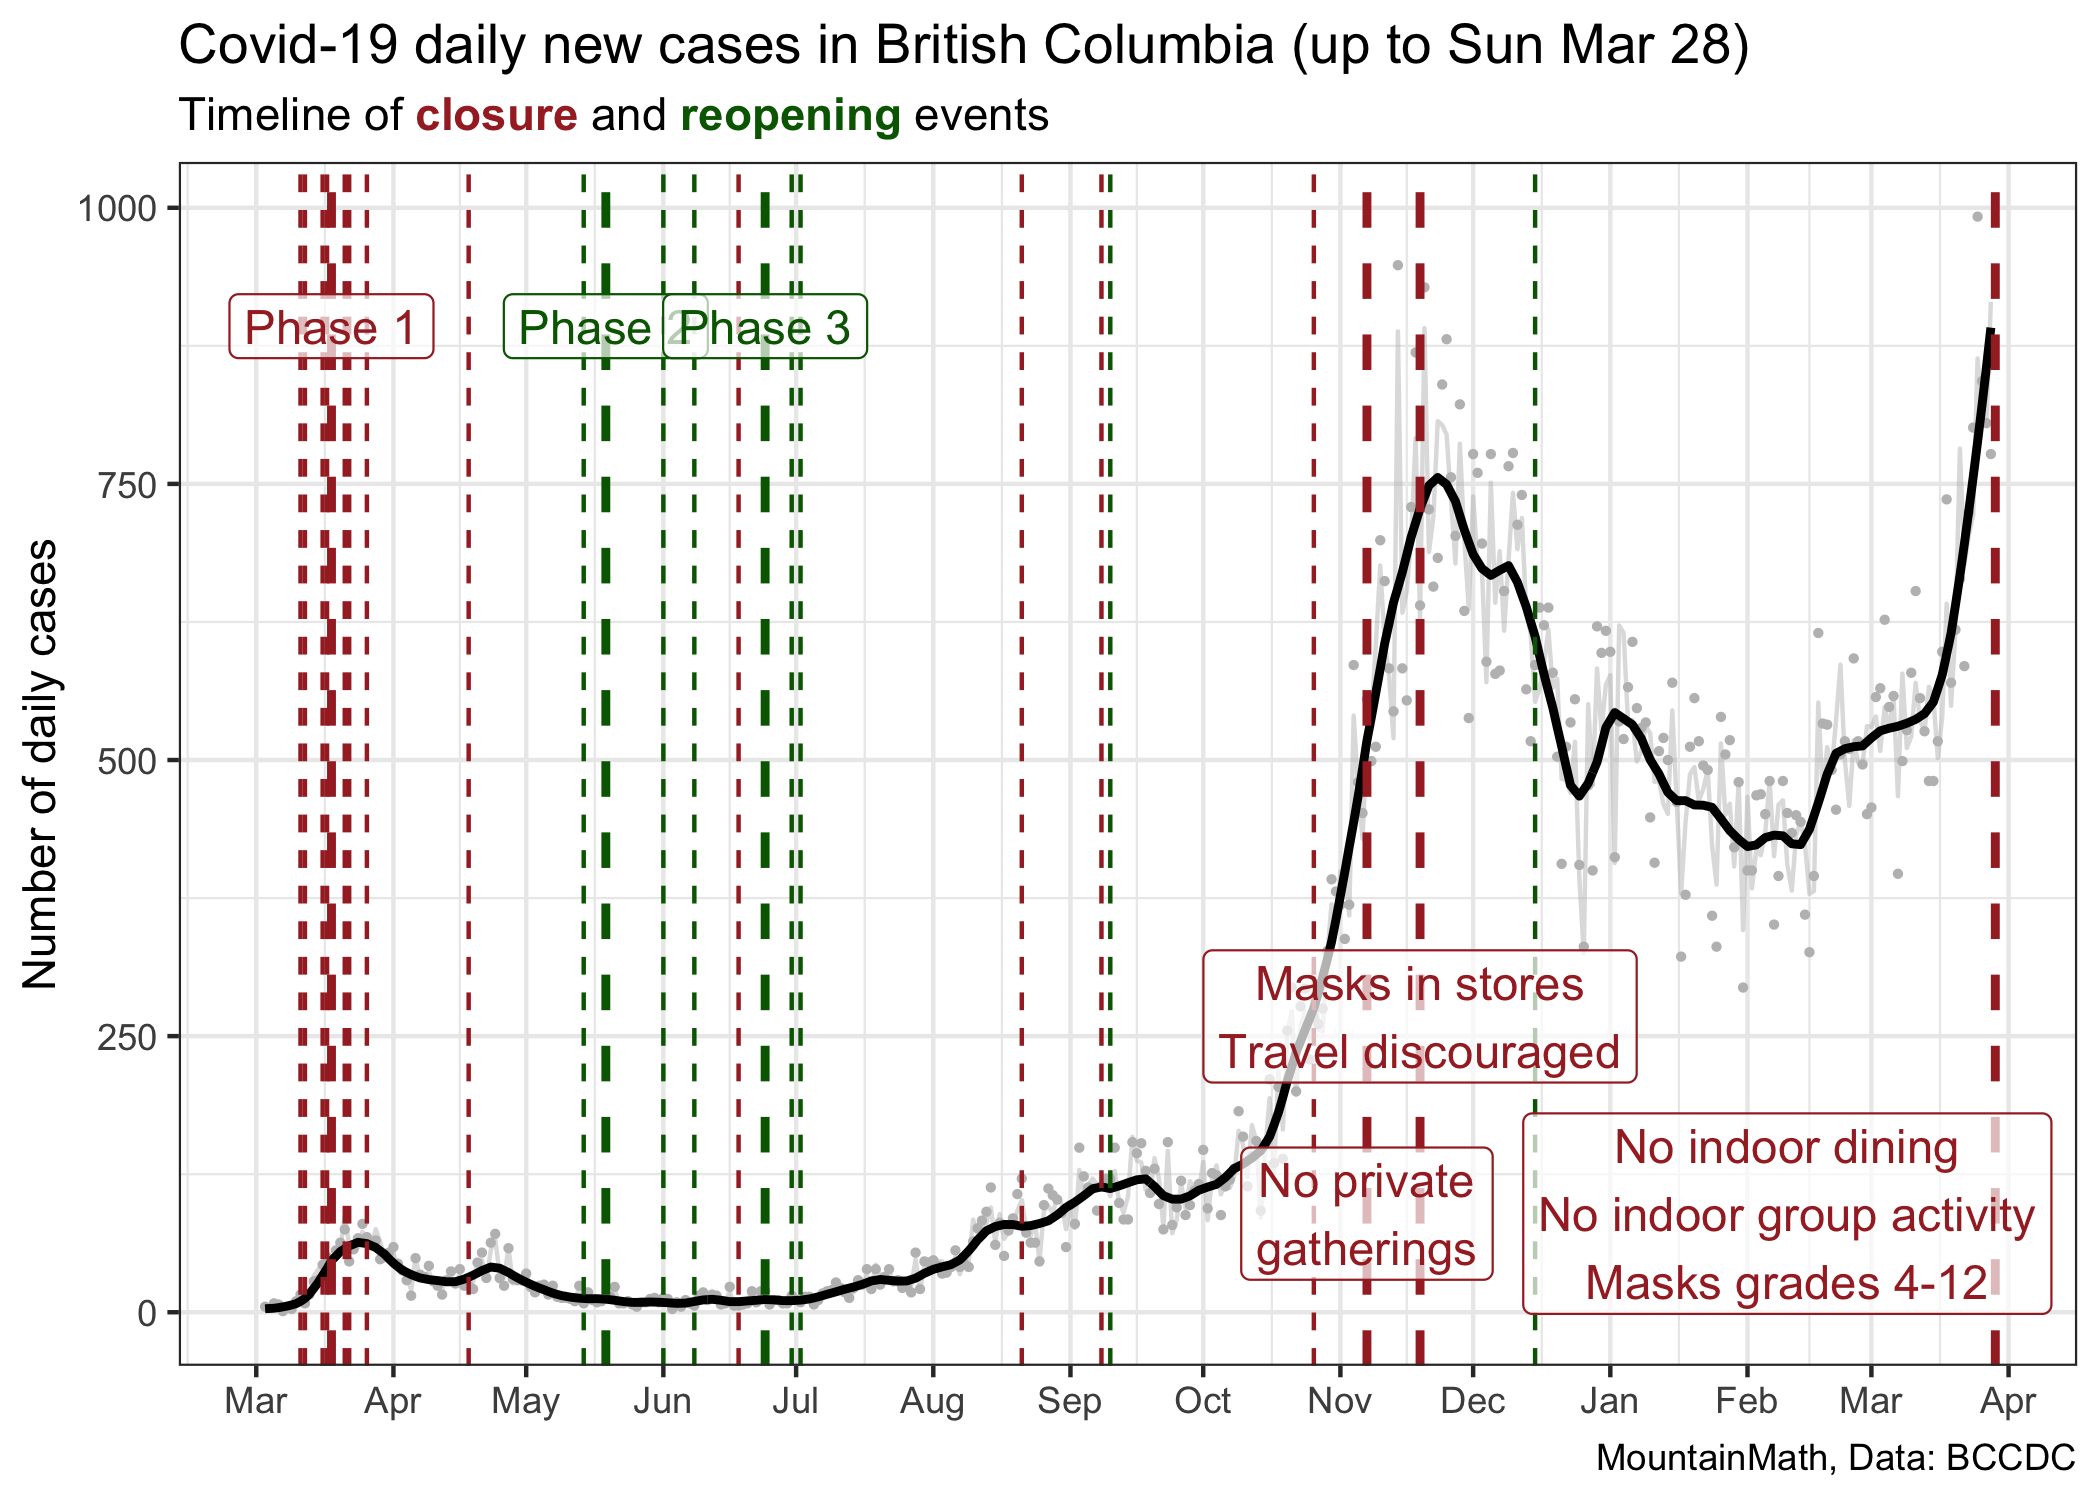 Covid-19 daily new cases in British Columbia (up to Sun Mar 28)
Timeline of closure and reopening events
Number of daily cases
1000
750
500
250
0
Phase 1
Phase 2
Phase 3
Masks in stores
Travel discouraged
No private
gatherings
No indoor dining
No indoor group activity
Masks grades 4-12
Mar Apr May Jun Jul Aug Sep Oct Nov Dec Jan Feb Mar Apr
MountainMath, Data: BCCDC